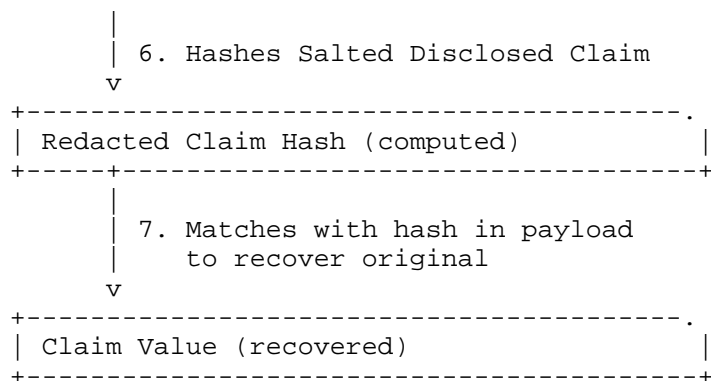 6. Hashes Salted Disclosed Claim
v
Redacted Claim Hash (computed)
7. Matches with hash in payload
to recover original
v
Claim Value (recovered)